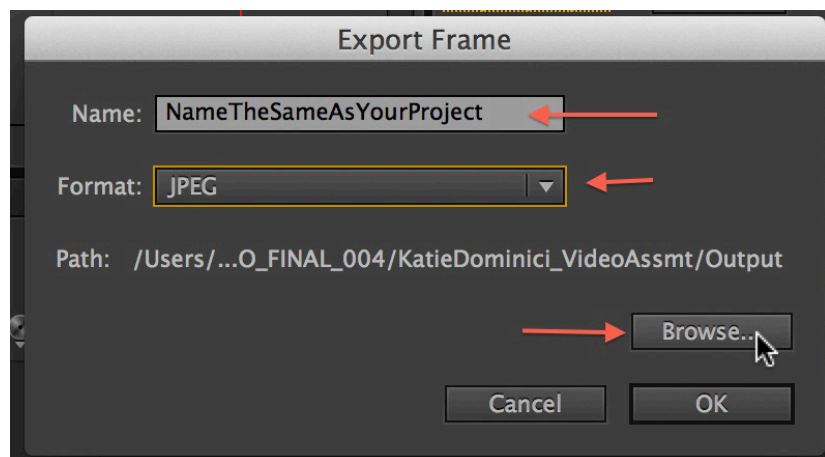 Export Frame
Name: NameTheSameAsYourProject
Format: JPEG
Path: /Users/...O_FINAL_004/KatieDominici_VideoAssmt/Output
Browse...
Cancel OK